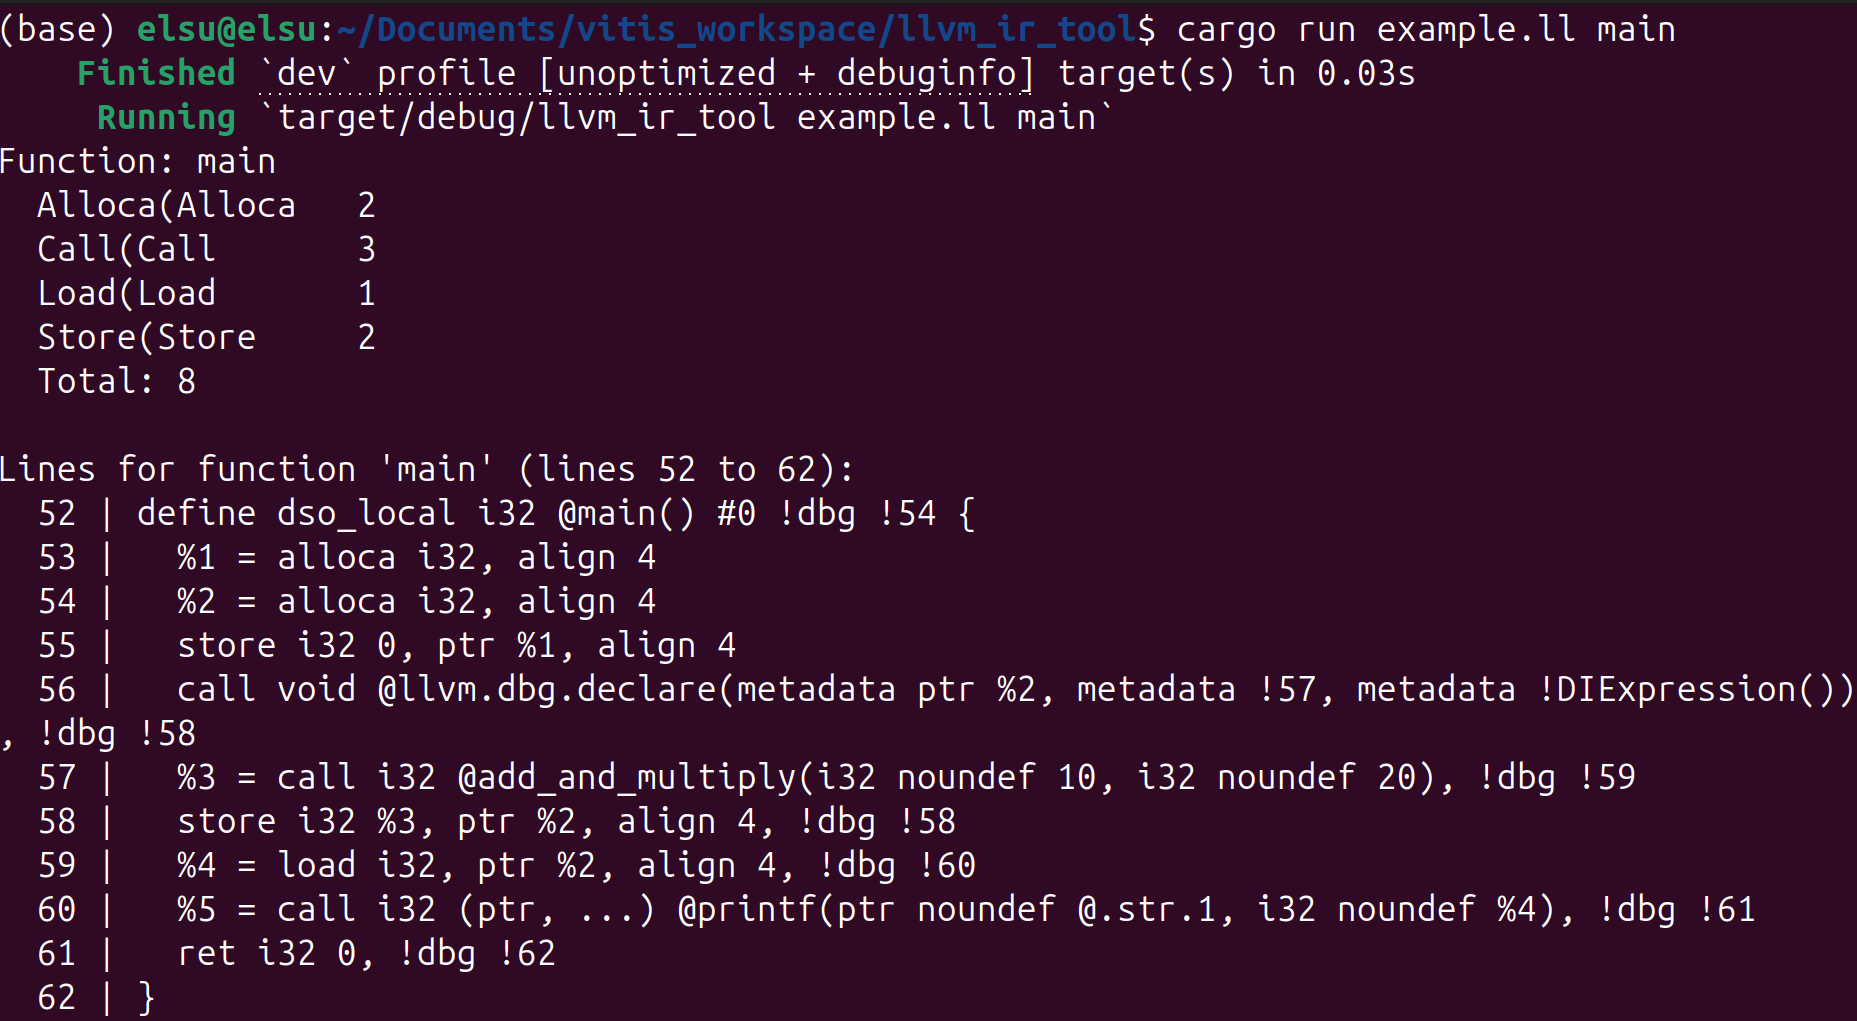 (base) elsu@elsu:~/Documents/vitis_workspace/llvm_ir_tool$ cargo run example.ll main
    Finished `dev` profile [unoptimized + debuginfo] target(s) in 0.03s
     Running `target/debug/llvm_ir_tool example.ll main`
Function: main
  Alloca(Alloca   2
  Call(Call       3
  Load(Load       1
  Store(Store     2
  Total: 8

Lines for function 'main' (lines 52 to 62):
  52 | define dso_local i32 @main() #0 !dbg !54 {
  53 |   %1 = alloca i32, align 4
  54 |   %2 = alloca i32, align 4
  55 |   store i32 0, ptr %1, align 4
  56 |   call void @llvm.dbg.declare(metadata ptr %2, metadata !57, metadata !DIExpression())
, !dbg !58
  57 |   %3 = call i32 @add_and_multiply(i32 noundef 10, i32 noundef 20), !dbg !59
  58 |   store i32 %3, ptr %2, align 4, !dbg !58
  59 |   %4 = load i32, ptr %2, align 4, !dbg !60
  60 |   %5 = call i32 (ptr, ...) @printf(ptr noundef @.str.1, i32 noundef %4), !dbg !61
  61 |   ret i32 0, !dbg !62
  62 | }